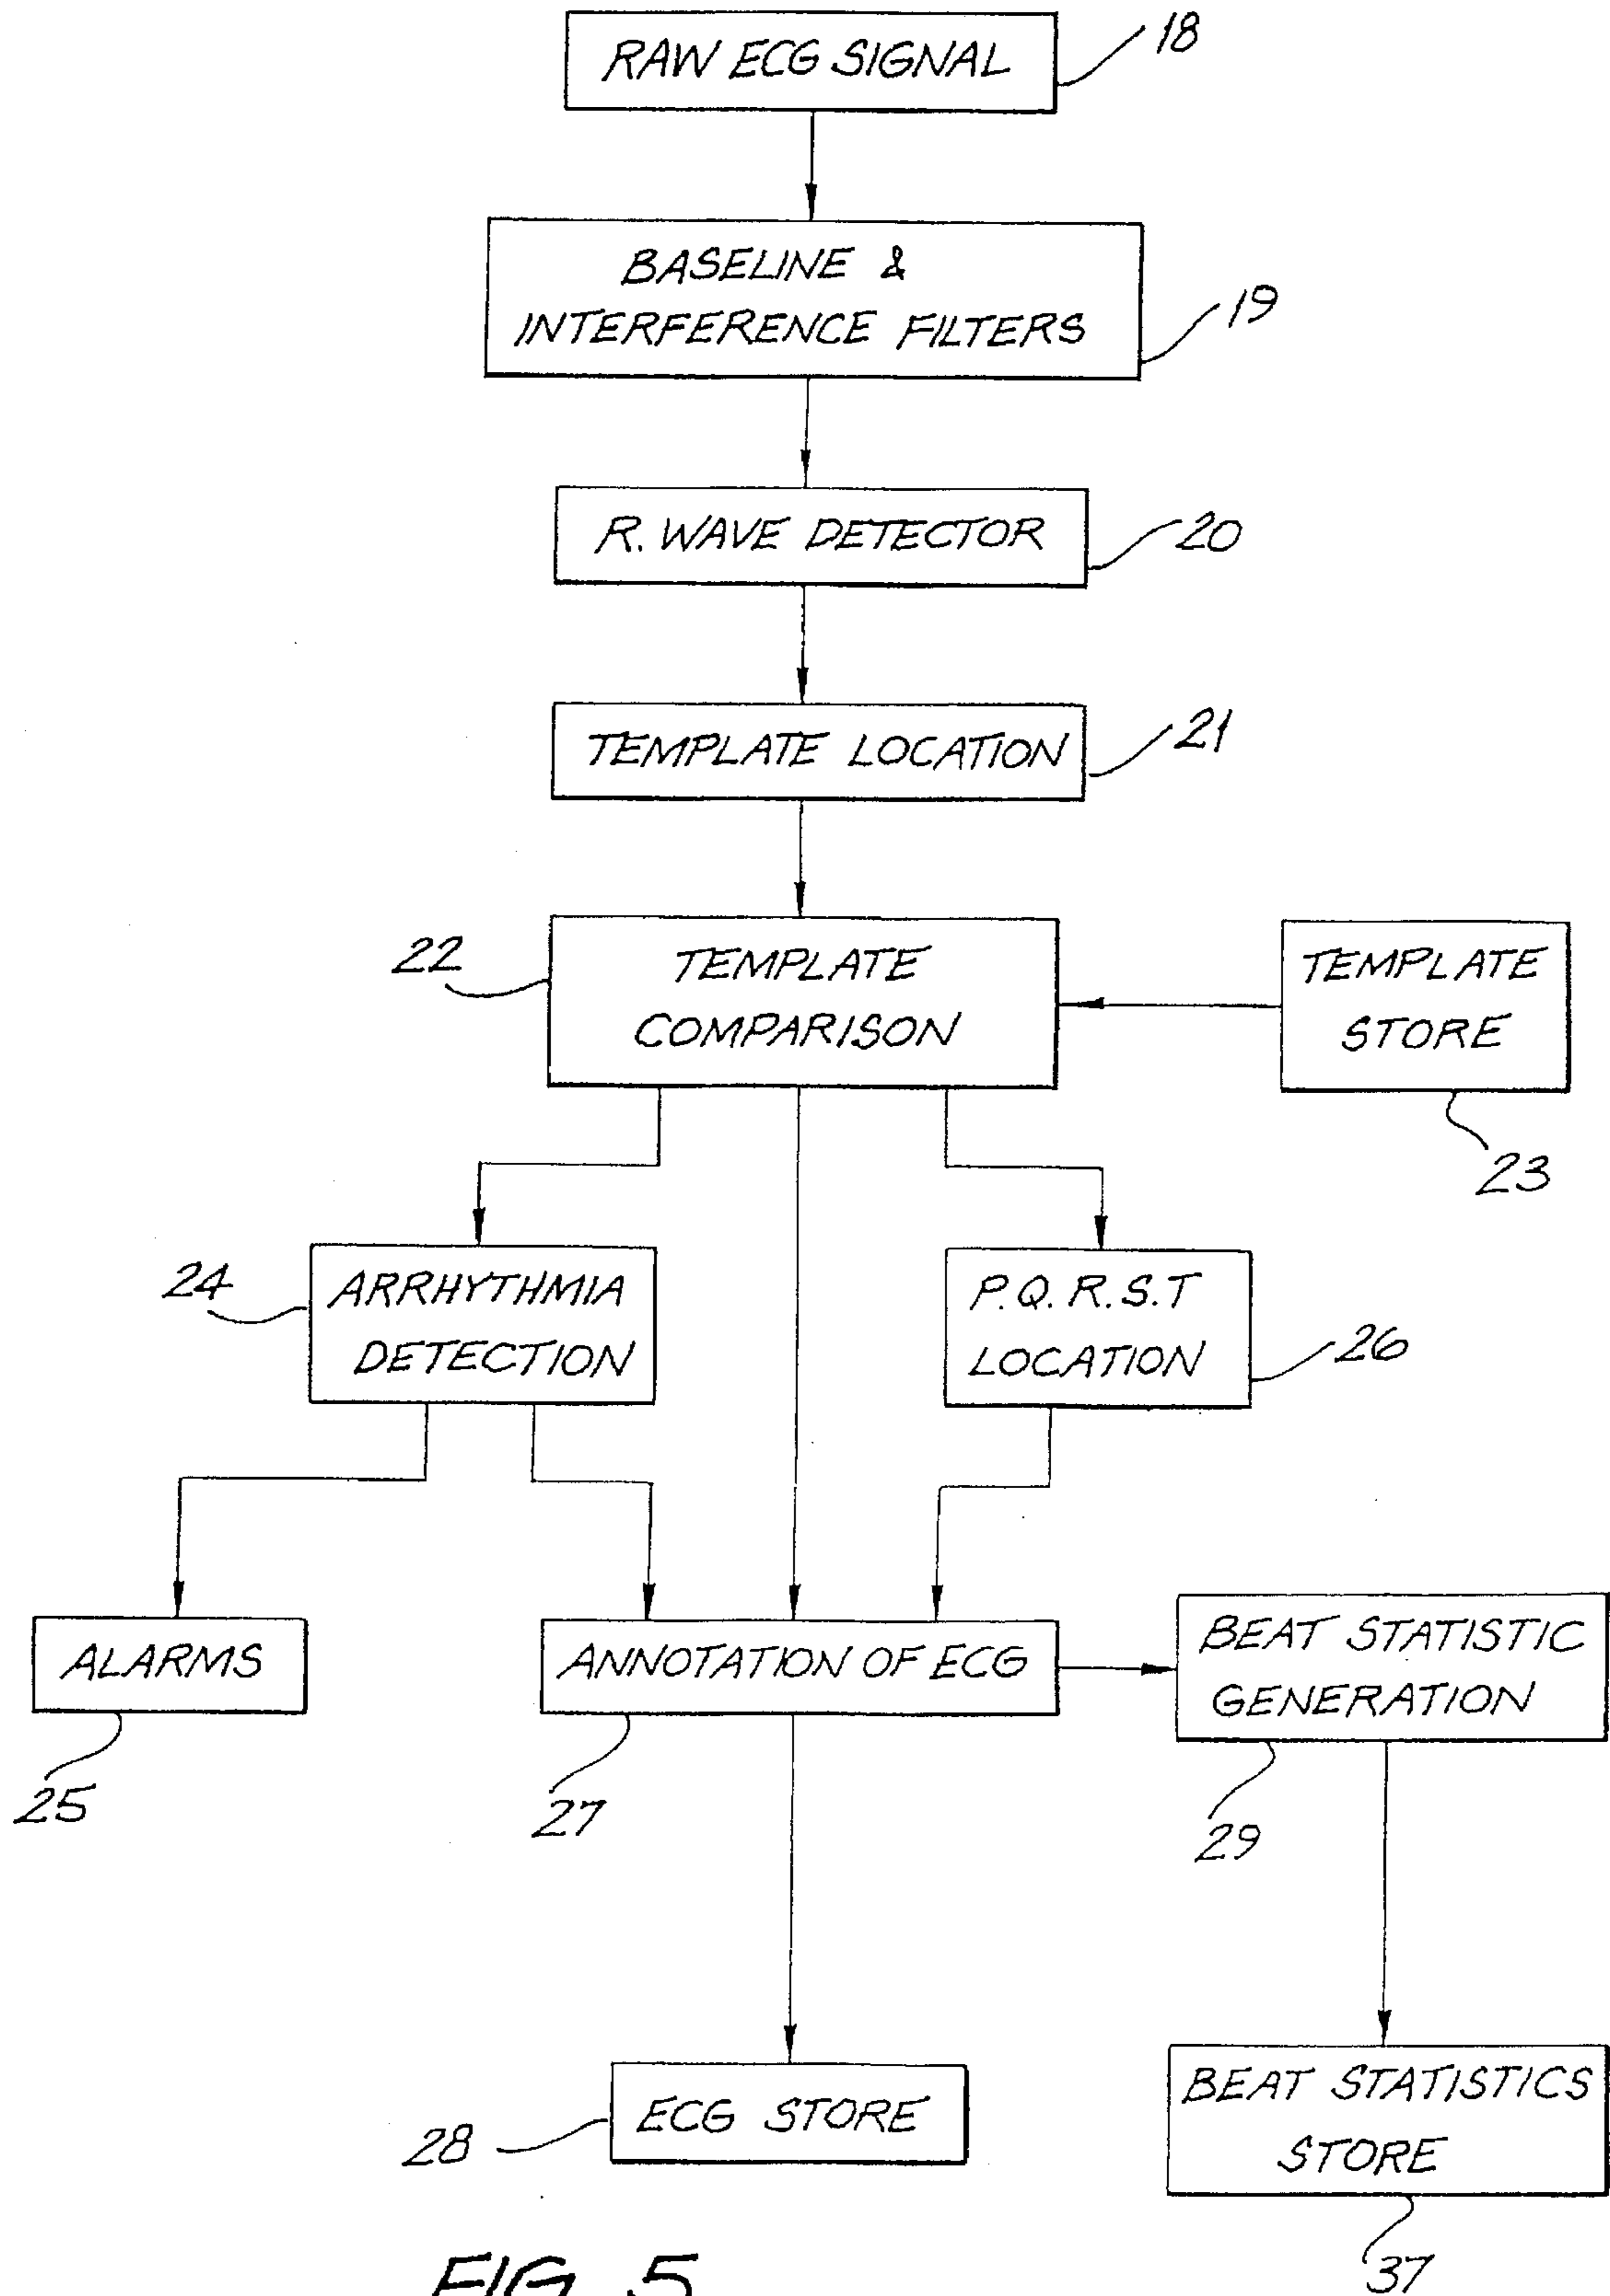 RAW ECG SIGNAL
18
BASELINE &
INTERFERENCE FILTERS
19
R. WAVE DETECTOR
20
TEMPLATE LOCATION
21
22
TEMPLATE
COMPARISON
TEMPLATE
STORE
23
24
ARRHYTHMIA
DETECTION
P.Q.R.S.T
LOCATION
26
ALARMS
25
ANNOTATION OF ECG
27
BEAT STATISTIC
GENERATION
29
28
ECG STORE
BEAT STATISTICS
STORE
37
FIG. 5